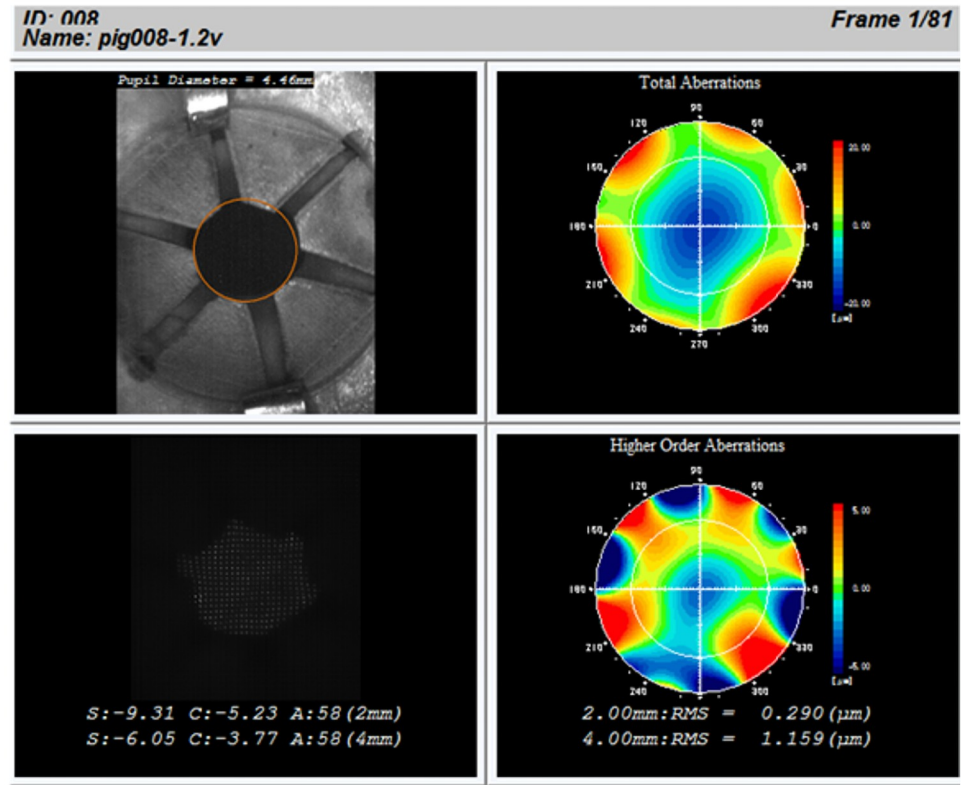 ID: 008
Frame 1/81
Name: pig008-1.2v
Pupil Diameter = 4.46mm
Total Aberrations
90
120 60
150 30
180 0
210 330
240 300
270
20.00
0.00
-20.00
[μm]
Higher Order Aberrations
90
120 60
150 30
180 0
210 330
240 300
270
5.00
0.00
-5.00
[μm]
S:-9.31 C:-5.23 A:58(2mm)
S:-6.05 C:-3.77 A:58(4mm)
2.00mm:RMS = 0.290(μm)
4.00mm:RMS = 1.159(μm)